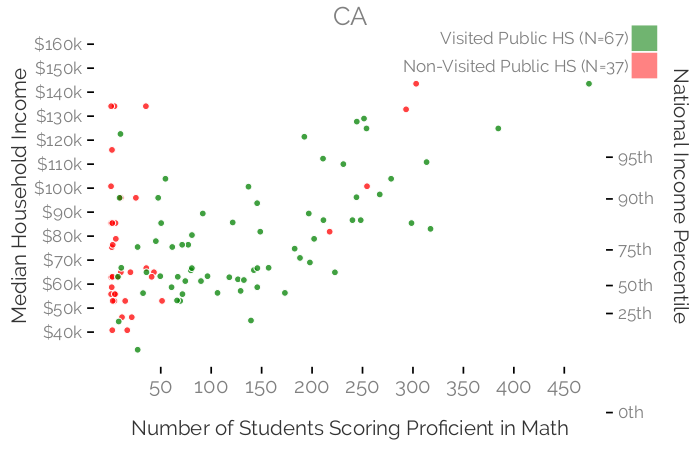 CA
Visited Public HS (N=67)
Non-Visited Public HS (N=37)
Median Household Income
$160k
$150k
$140k
$130k
$120k
$110k
$100k
$90k
$80k
$70k
$60k
$50k
$40k
National Income Percentile
95th
90th
75th
50th
25th
0th
50 100 150 200 250 300 350 400 450
Number of Students Scoring Proficient in Math